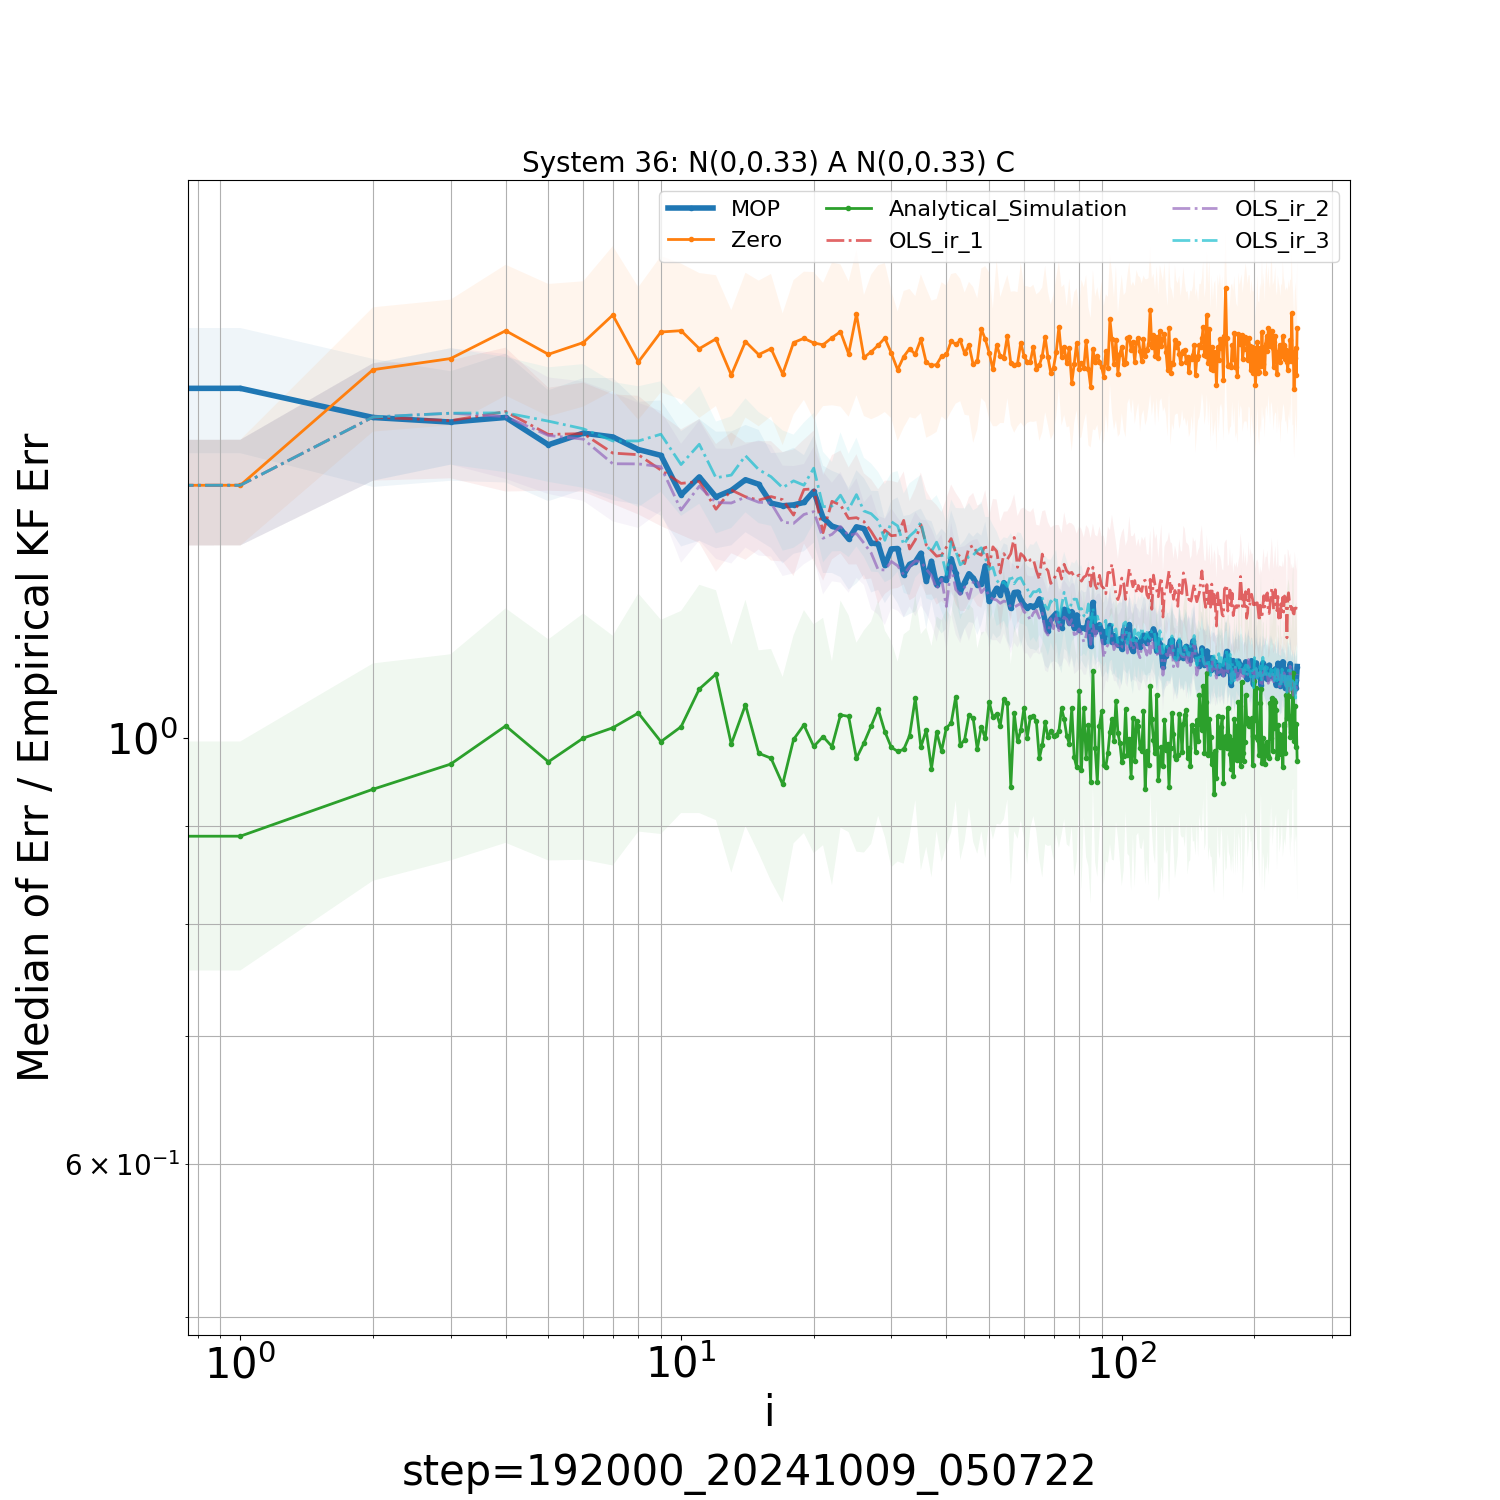 System 36: N(0,0.33) A N(0,0.33) C
MOP
Zero
Analytical_Simulation
OLS_ir_1
OLS_ir_2
OLS_ir_3
Median of Err / Empirical KF Err
10⁰
6 × 10⁻¹
10⁰
10¹
10²
i
step=192000_20241009_050722